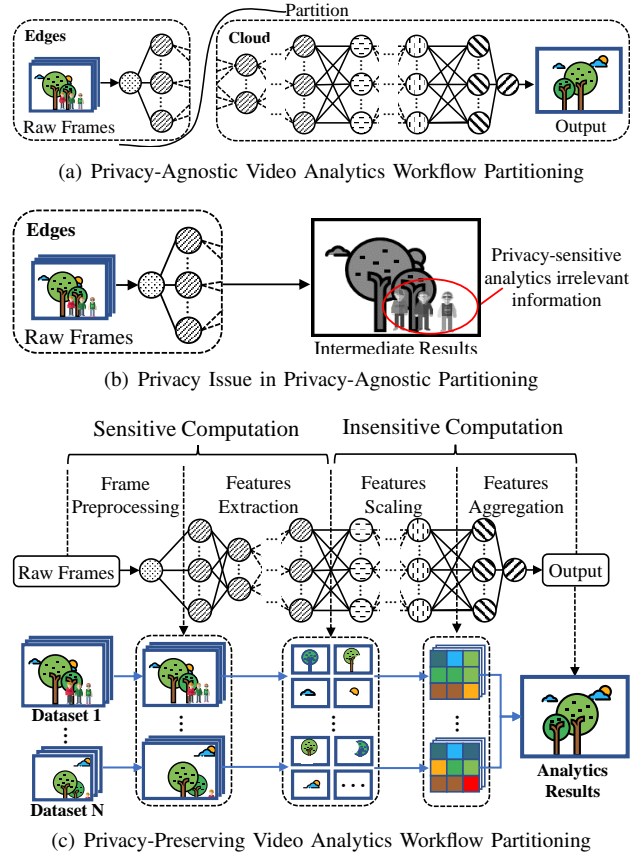 Partition
Edges
Cloud
Raw Frames
Output
(a) Privacy-Agnostic Video Analytics Workflow Partitioning
Edges
Raw Frames
Privacy-sensitive
analytics irrelevant
information
Intermediate Results
(b) Privacy Issue in Privacy-Agnostic Partitioning
Sensitive Computation
Insensitive Computation
Frame
Preprocessing
Features
Extraction
Features
Scaling
Features
Aggregation
Raw Frames
Output
Dataset 1
Dataset N
Analytics
Results
(c) Privacy-Preserving Video Analytics Workflow Partitioning